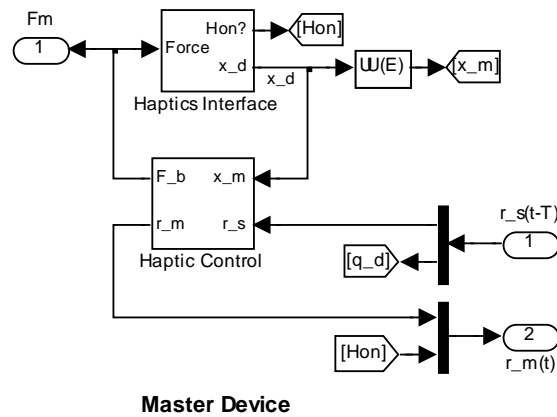 Fm
1
Force
Hon?
x_d
[Hon]
x_d
U(E)
[x_m]
Haptics Interface
F_b
x_m
r_m
r_s
Haptic Control
r_s(t-T)
1
[q_d]
[Hon]
2
r_m(t)
Master Device